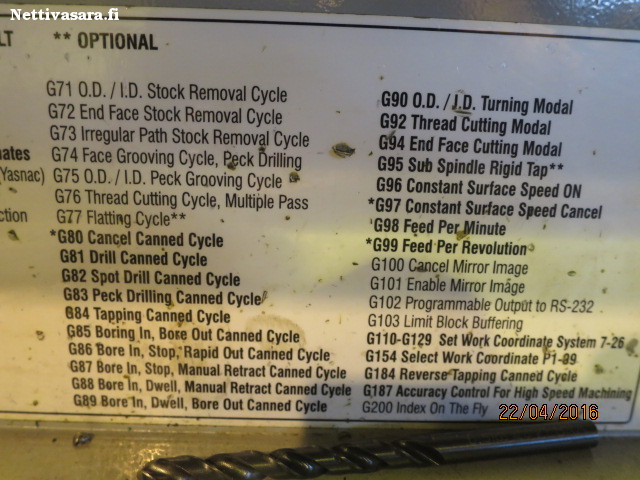 Nettivasara.fi
LT
** OPTIONAL
G71 O.D. / I.D. Stock Removal Cycle
G72 End Face Stock Removal Cycle
G73 Irregular Path Stock Removal Cycle
nates
G74 Face Grooving Cycle, Peck Drilling
(Yasnac)
G75 O.D. / I.D. Peck Grooving Cycle
G76 Thread Cutting Cycle, Multiple Pass
ction
G77 Flatting Cycle**
*G80 Cancel Canned Cycle
G81 Drill Canned Cycle
G82 Spot Drill Canned Cycle
G83 Peck Drilling Canned Cycle
G84 Tapping Canned Cycle
G85 Boring In, Bore Out Canned Cycle
G86 Bore In, Stop, Rapid Out Canned Cycle
G87 Bore In, Stop, Manual Retract Canned Cycle
G88 Bore In, Dwell, Manual Retract Canned Cycle
G89 Bore In, Dwell, Bore Out Canned Cycle
G90 O.D. / I.D. Turning Modal
G92 Thread Cutting Modal
G94 End Face Cutting Modal
G95 Sub Spindle Rigid Tap**
G96 Constant Surface Speed ON
*G97 Constant Surface Speed Cancel
G98 Feed Per Minute
*G99 Feed Per Revolution
G100 Cancel Mirror Image
G101 Enable Mirror Image
G102 Programmable Output to RS-232
G103 Limit Block Buffering
G110-G129 Set Work Coordinate System 7-26
G154 Select Work Coordinate P1-99
G184 Reverse Tapping Canned Cycle
G187 Accuracy Control For High Speed Machining
G200 Index On The Fly
22/04/2016